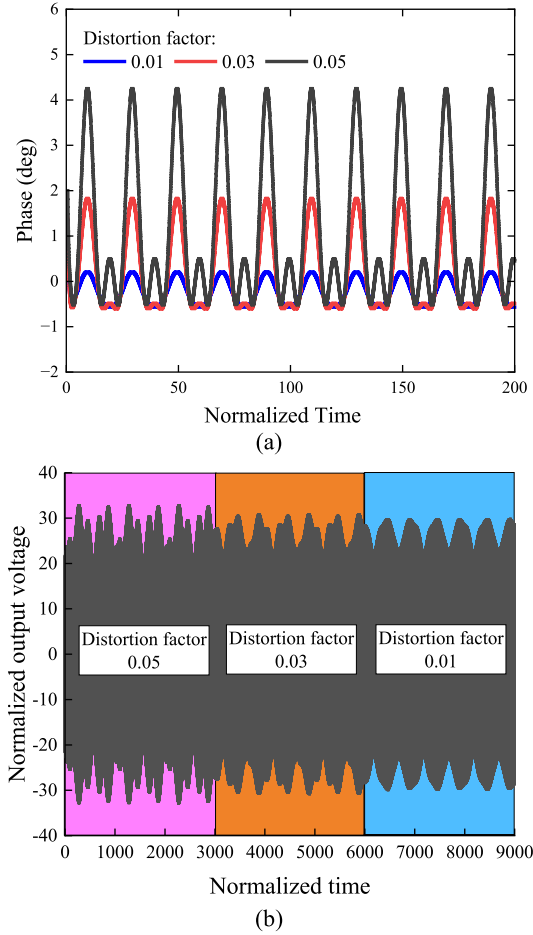 6
Distortion factor:
0.01 0.03 0.05
5
4
3
2
1
0
−1
−2
Phase (deg)
0 50 100 150 200
Normalized Time
(a)
40
30
20
10
0
-10
-20
-30
-40
Normalized output voltage
Distortion factor
0.05
Distortion factor
0.03
Distortion factor
0.01
0 1000 2000 3000 4000 5000 6000 7000 8000 9000
Normalized time
(b)